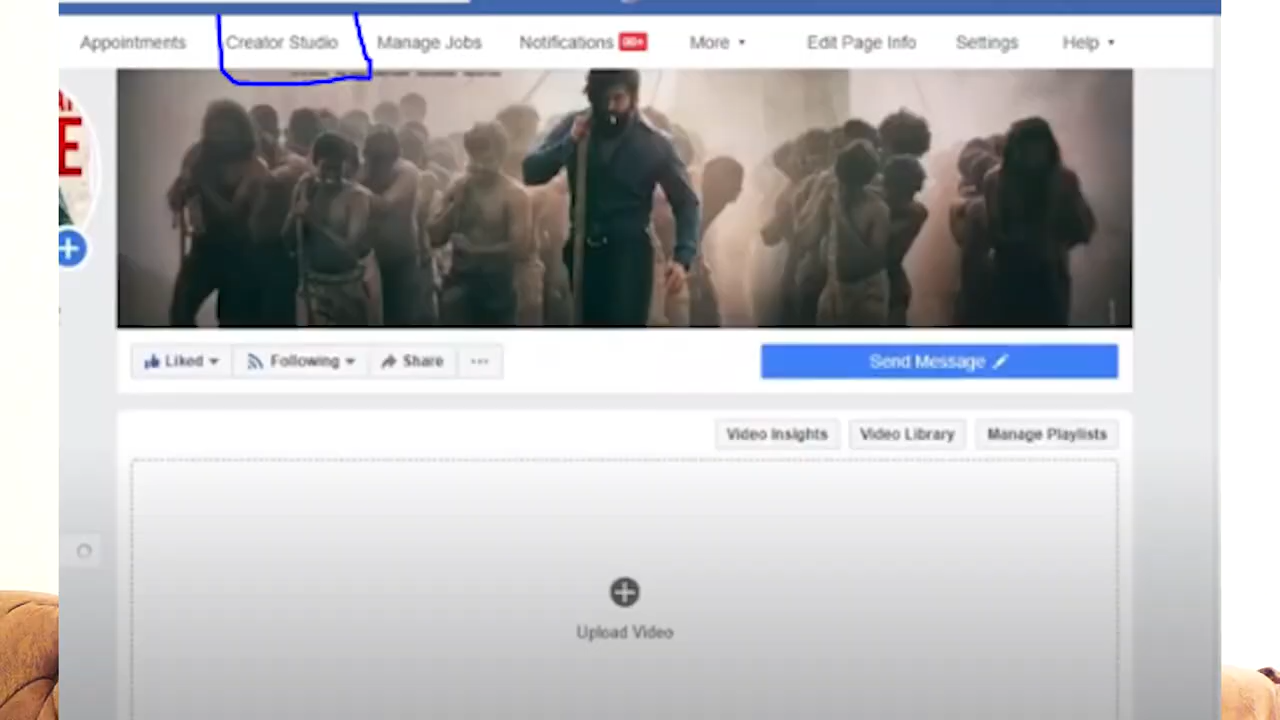 Appointments Creator Studio Manage Jobs Notifications 99+ More Edit Page Info Settings Help
E
Liked Following Share ... Send Message
Video Insights Video Library Manage Playlists
Upload Video